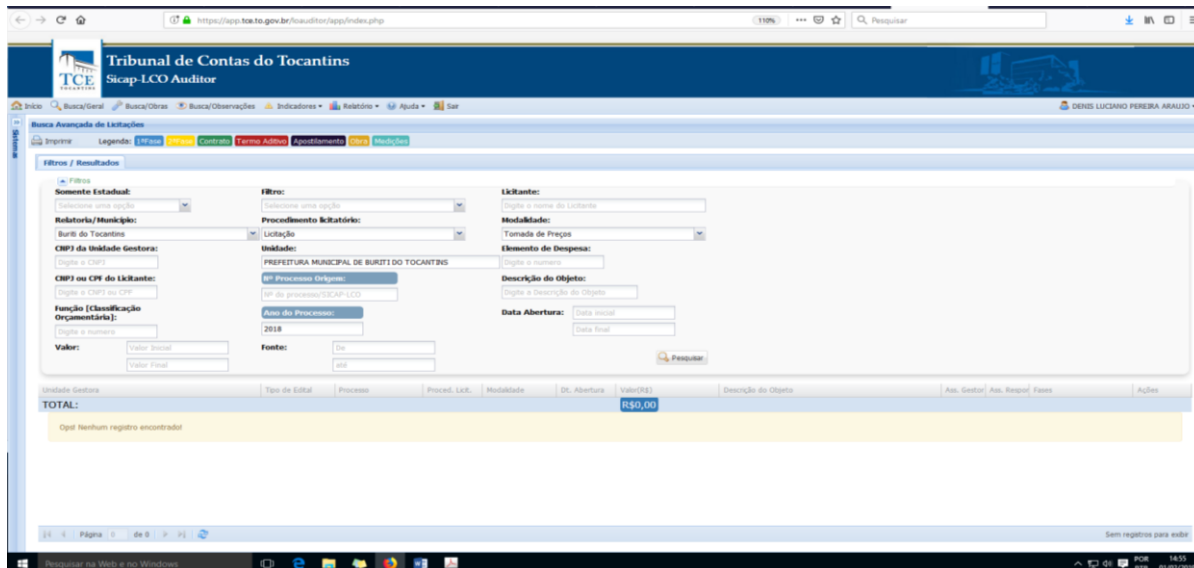 https://app.tce.to.gov.br/loauditor/app/index.php
110%
Pesquisar
Tribunal de Contas do Tocantins
TCE
TOCANTINS
Sicap-LCO Auditor
Início Busca/Geral Busca/Obras Busca/Observações Indicadores Relatório Ajuda Sair
DENIS LUCIANO PEREIRA ARAUJO
Sistemas
Busca Avançada de Licitações
Imprimir Legenda: 1ªFase 2ªFase Contrato Termo Aditivo Apostilamento Obra Medições
Filtros / Resultados
Filtros
Somente Estadual: Filtro: Licitante:
Selecione uma opção Selecione uma opção Digite o nome do Licitante
Relatoria/Município: Procedimento licitatório: Modalidade:
Buriti do Tocantins Licitação Tomada de Preços
CNPJ da Unidade Gestora: Unidade: Elemento de Despesa:
Digite o CNPJ PREFEITURA MUNICIPAL DE BURITI DO TOCANTINS Digite o numero
CNPJ ou CPF do Licitante: Nº Processo Origem: Descrição do Objeto:
Digite o CNPJ ou CPF Nº do processo/SICAP-LCO Digite a Descrição do Objeto
Função [Classificação
Orçamentária]: Ano do Processo: Data Abertura: Data inicial
Digite o numero 2018 Data final
Valor: Valor Inicial Fonte: De
Valor Final até Pesquisar
Unidade Gestora Tipo de Edital Processo Proced. Licit. Modalidade Dt. Abertura Valor(R$) Descrição do Objeto Ass. Gestor Ass. Respor Fases Ações
TOTAL: R$0,00
Ops! Nenhum registro encontrado!
Página 0 de 0
Sem registros para exibir
Pesquisar na Web e no Windows
POR 14:55